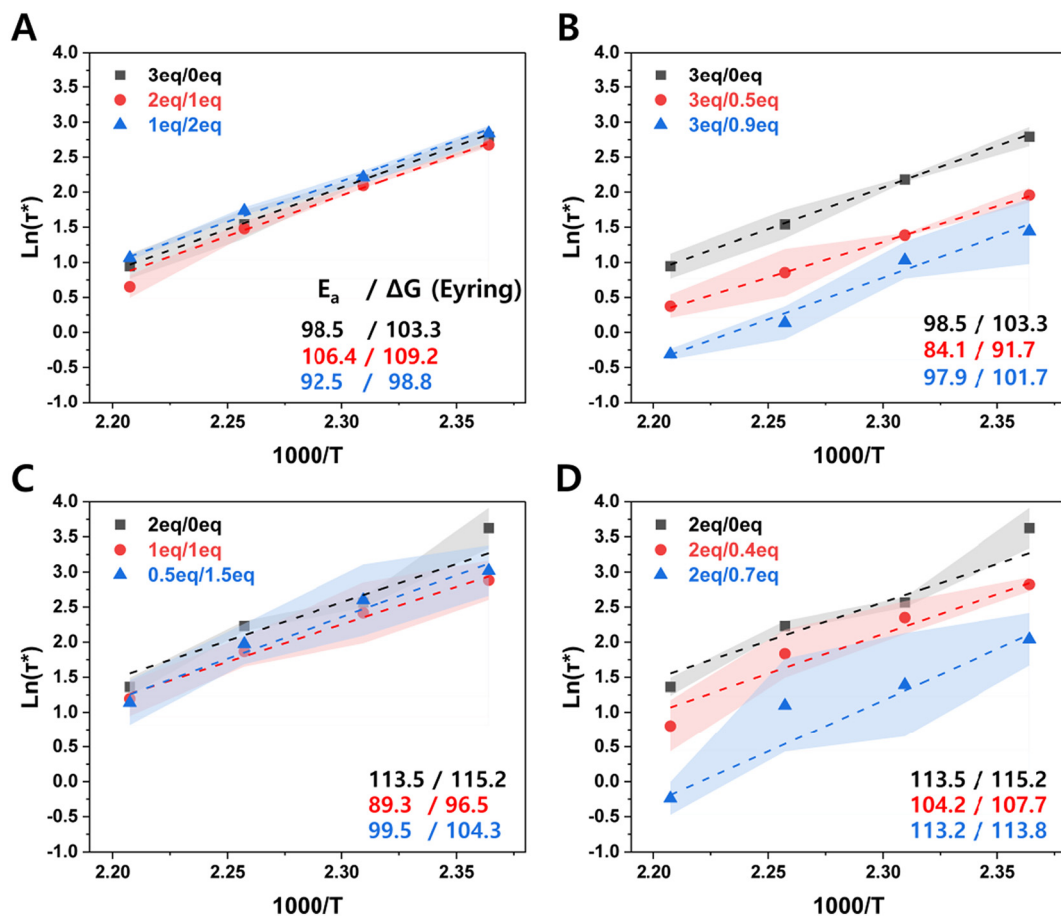 A
4.0
3.5
3.0
2.5
2.0
1.5
1.0
0.5
0.0
-0.5
-1.0
Ln(τ*)
3eq/0eq
2eq/1eq
1eq/2eq
Ea / ΔG (Eyring)
98.5 / 103.3
106.4 / 109.2
92.5 / 98.8
2.20 2.25 2.30 2.35
1000/T
B
4.0
3.5
3.0
2.5
2.0
1.5
1.0
0.5
0.0
-0.5
-1.0
Ln(τ*)
3eq/0eq
3eq/0.5eq
3eq/0.9eq
98.5 / 103.3
84.1 / 91.7
97.9 / 101.7
2.20 2.25 2.30 2.35
1000/T
C
4.0
3.5
3.0
2.5
2.0
1.5
1.0
0.5
0.0
-0.5
-1.0
Ln(τ*)
2eq/0eq
1eq/1eq
0.5eq/1.5eq
113.5 / 115.2
89.3 / 96.5
99.5 / 104.3
2.20 2.25 2.30 2.35
1000/T
D
4.0
3.5
3.0
2.5
2.0
1.5
1.0
0.5
0.0
-0.5
-1.0
Ln(τ*)
2eq/0eq
2eq/0.4eq
2eq/0.7eq
113.5 / 115.2
104.2 / 107.7
113.2 / 113.8
2.20 2.25 2.30 2.35
1000/T